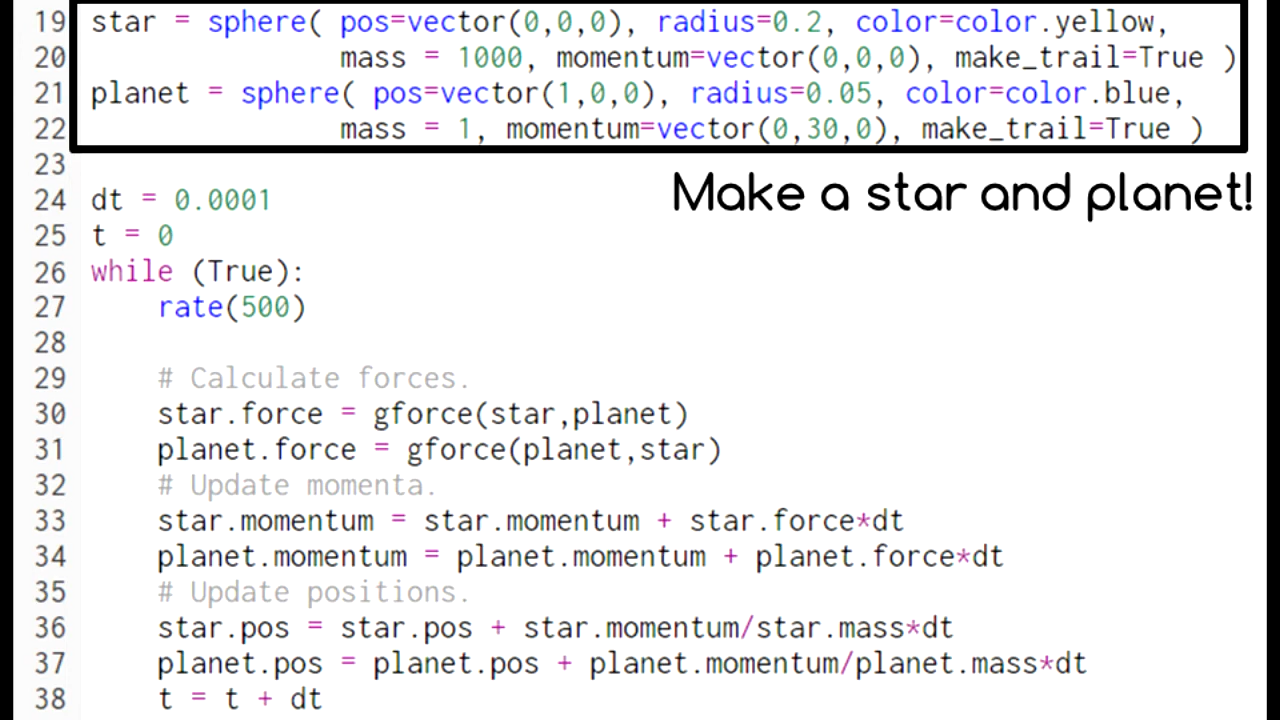 19 star = sphere( pos=vector(0,0,0), radius=0.2, color=color.yellow,
20 mass = 1000, momentum=vector(0,0,0), make_trail=True )
21 planet = sphere( pos=vector(1,0,0), radius=0.05, color=color.blue,
22 mass = 1, momentum=vector(0,30,0), make_trail=True )
23
Make a star and planet!
24 dt = 0.0001
25 t = 0
26 while (True):
27 rate(500)
28
29 # Calculate forces.
30 star.force = gforce(star,planet)
31 planet.force = gforce(planet,star)
32 # Update momenta.
33 star.momentum = star.momentum + star.force*dt
34 planet.momentum = planet.momentum + planet.force*dt
35 # Update positions.
36 star.pos = star.pos + star.momentum/star.mass*dt
37 planet.pos = planet.pos + planet.momentum/planet.mass*dt
38 t = t + dt